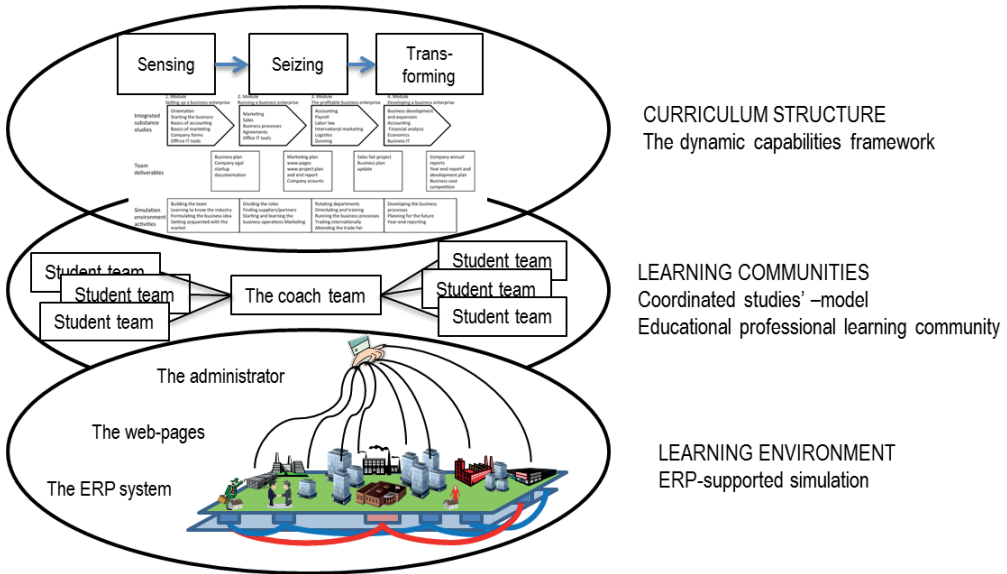 Sensing
Seizing
Trans-
forming
1. Module
Setting up a business enterprise
2. Module
Running a business enterprise
3. Module
The profitable business enterprise
4. Module
Developing a business enterprise
Integrated
substance
studies
Orientation
Starting the business
Basics of accounting
Basics of marketing
Company forms
Office-IT tools
Marketing
Sales
Business processes
Agreements
Office IT tools
Accounting
Payroll
Labor law
International marketing
Logistics
Dunning
Business development
and expansion
Accounting
Financial analysis
Economics
Business IT
Team
deliverables
Business plan
Company egal
startup
documentation
Marketing plan
www-pages
www project plan
and end report
Company acounts
Sales fair project
Business plan
update
Company annual
reports
Year end report and
development plan
Business case
competition
Simulation
environment
activities
Building the team
Learning to know the industry
Formulating the business idea
Getting acquainted with the
market
Dividing the roles
Finding suppliers/partners
Starting and learning the
business operations Marketing
Rotating departments
Orientating and training
Running the business processes
Trading internationally
Attending the trade fair
Developing the business
processes
Planning for the future
Year-end reporting
CURRICULUM STRUCTURE
The dynamic capabilities framework
Student team
Student team
Student team
The coach team
Student team
Student team
Student team
LEARNING COMMUNITIES
Coordinated studies' –model
Educational professional learning community
The administrator
The web-pages
The ERP system
LEARNING ENVIRONMENT
ERP-supported simulation